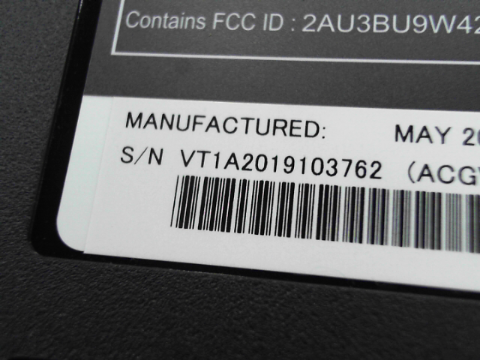 Contains FCC ID : 2AU3BU9W42
MANUFACTURED: MAY 20
S/N VT1A2019103762 (ACG